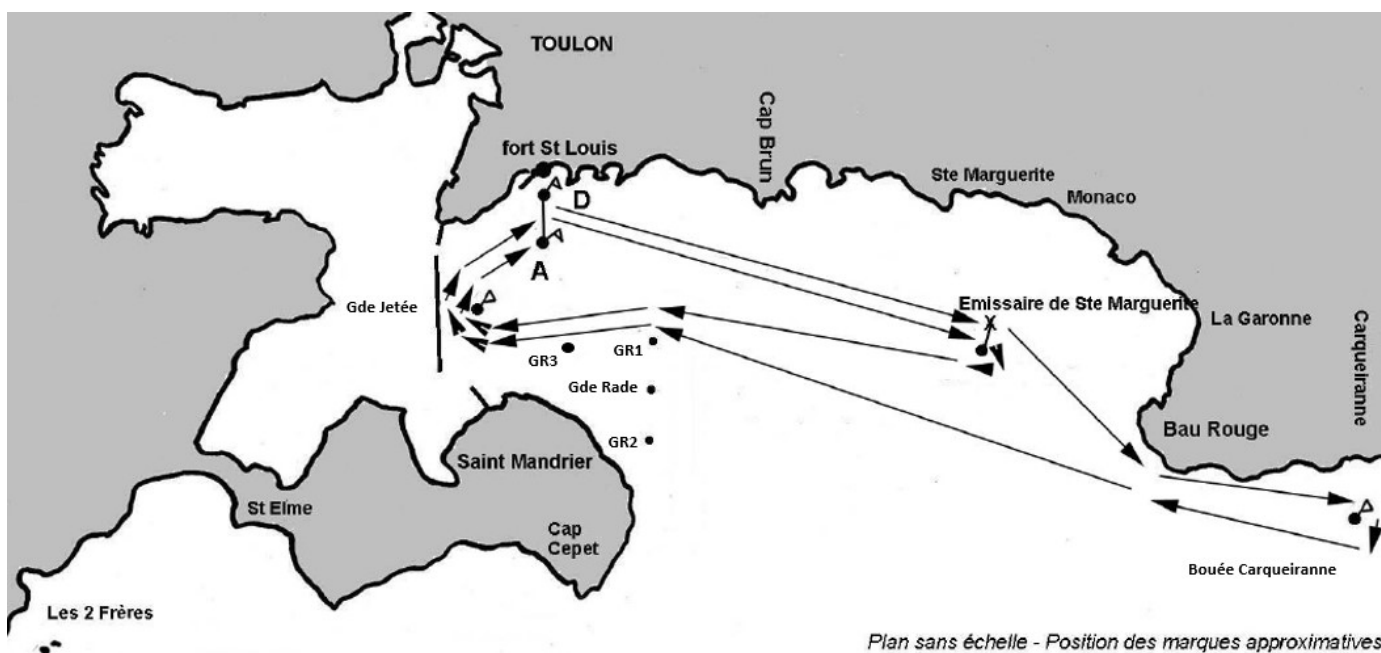 TOULON
fort St Louis
Cap Brun
Ste Marguerite
Monaco
D
A
Gde Jetée
Emissaire de Ste Marguerite
X
La Garonne
Carqueiranne
GR3
GR1
Gde Rade
GR2
Bau Rouge
Saint Mandrier
St Elme
Cap
Cepet
Bouée Carqueiranne
Les 2 Frères
Plan sans échelle - Position des marques approximatives